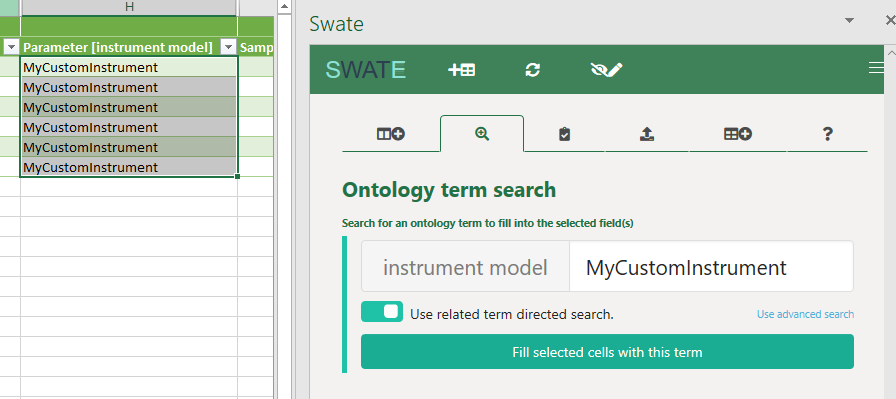 H
Swate
Parameter [instrument model]
Samp
SWATE
MyCustomInstrument
MyCustomInstrument
MyCustomInstrument
MyCustomInstrument
MyCustomInstrument
MyCustomInstrument
?
Ontology term search
Search for an ontology term to fill into the selected field(s)
instrument model
MyCustomInstrument
Use related term directed search.
Use advanced search
Fill selected cells with this term